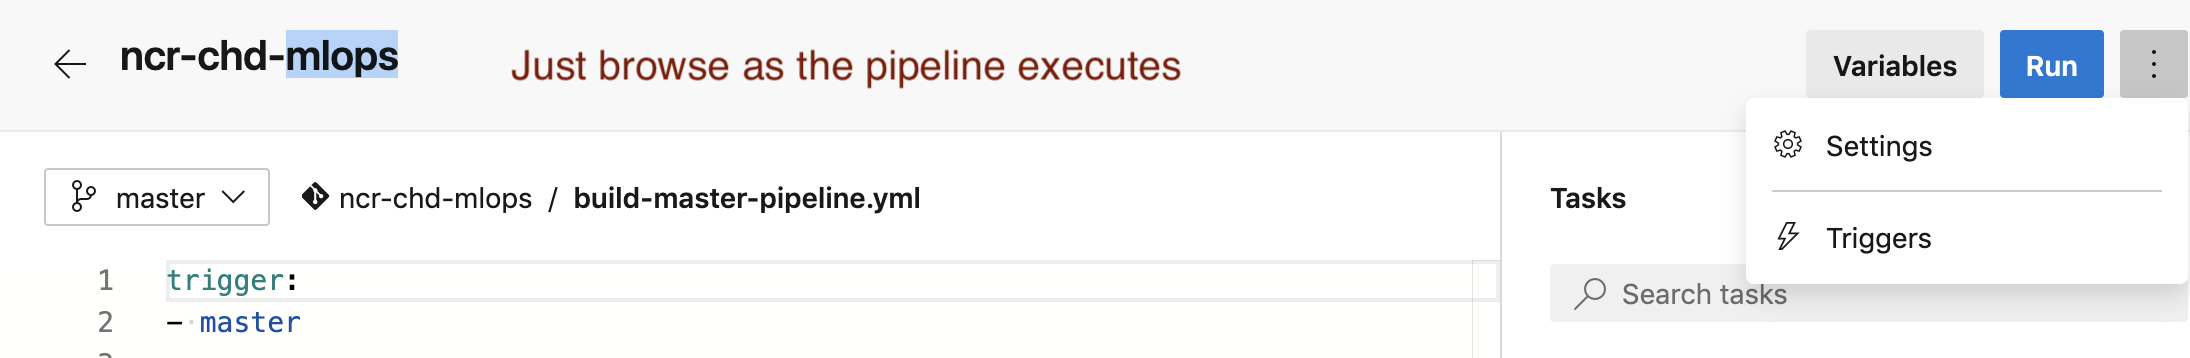 ncr-chd-mlops
Just browse as the pipeline executes
Variables
Run
Settings
Triggers
master
ncr-chd-mlops / build-master-pipeline.yml
Tasks
Search tasks
1 trigger:
2 - master